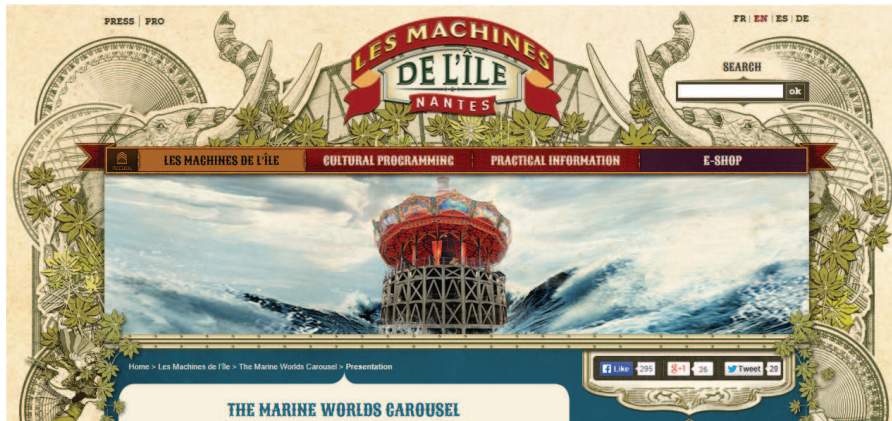 PRESS | PRO
FR | EN | ES | DE
LES MACHINES
DE L'ÎLE
NANTES
SEARCH
ok
ACCUEIL
LES MACHINES DE L'ÎLE
CULTURAL PROGRAMMING
PRACTICAL INFORMATION
E-SHOP
Home > Les Machines de l'île > The Marine Worlds Carousel > Presentation
Like 295
g+1 26
Tweet 20
THE MARINE WORLDS CAROUSEL